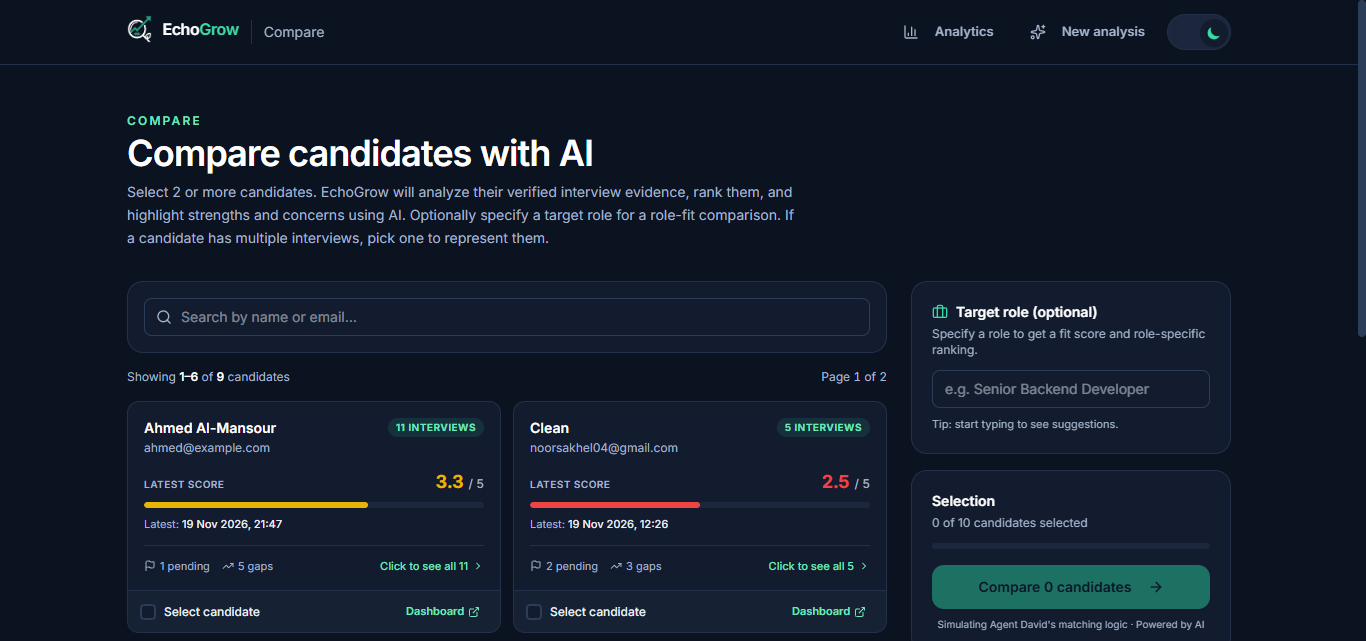 EchoGrow
Compare
Analytics
New analysis
COMPARE
Compare candidates with AI
Select 2 or more candidates. EchoGrow will analyze their verified interview evidence, rank them, and
highlight strengths and concerns using AI. Optionally specify a target role for a role-fit comparison. If
a candidate has multiple interviews, pick one to represent them.
Search by name or email...
Showing 1–6 of 9 candidates
Page 1 of 2
Ahmed Al-Mansour
11 INTERVIEWS
ahmed@example.com
LATEST SCORE
3.3 / 5
Latest: 19 Nov 2026, 21:47
1 pending
5 gaps
Click to see all 11
Select candidate
Dashboard
Clean
5 INTERVIEWS
noorsakhel04@gmail.com
LATEST SCORE
2.5 / 5
Latest: 19 Nov 2026, 12:26
2 pending
3 gaps
Click to see all 5
Select candidate
Dashboard
Target role (optional)
Specify a role to get a fit score and role-specific
ranking.
e.g. Senior Backend Developer
Tip: start typing to see suggestions.
Selection
0 of 10 candidates selected
Compare 0 candidates
Simulating Agent David's matching logic · Powered by AI